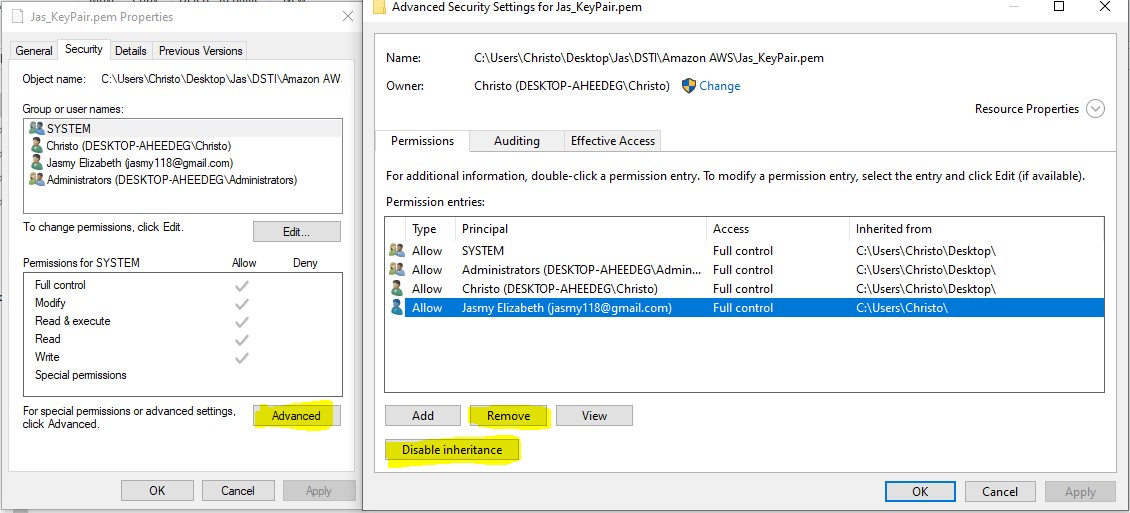 Jas_KeyPair.pem Properties
General Security Details Previous Versions
Object name: C:\Users\Christo\Desktop\Jas\DSTI\Amazon AWS
Group or user names:
SYSTEM
Christo (DESKTOP-AHEEDEG\Christo)
Jasmy Elizabeth (jasmy118@gmail.com)
Administrators (DESKTOP-AHEEDEG\Administrators)
To change permissions, click Edit.
Edit...
Permissions for SYSTEM Allow Deny
Full control
Modify
Read & execute
Read
Write
Special permissions
For special permissions or advanced settings,
click Advanced.
Advanced
OK Cancel Apply
Advanced Security Settings for Jas_KeyPair.pem
Name: C:\Users\Christo\Desktop\Jas\DSTI\Amazon AWS\Jas_KeyPair.pem
Owner: Christo (DESKTOP-AHEEDEG\Christo) Change
Resource Properties
Permissions Auditing Effective Access
For additional information, double-click a permission entry. To modify a permission entry, select the entry and click Edit (if available).
Permission entries:
Type Principal Access Inherited from
Allow SYSTEM Full control C:\Users\Christo\Desktop\
Allow Administrators (DESKTOP-AHEEDEG\Admin... Full control C:\Users\Christo\Desktop\
Allow Christo (DESKTOP-AHEEDEG\Christo) Full control C:\Users\Christo\Desktop\
Allow Jasmy Elizabeth (jasmy118@gmail.com) Full control C:\Users\Christo\
Add Remove View
Disable inheritance
OK Cancel Apply